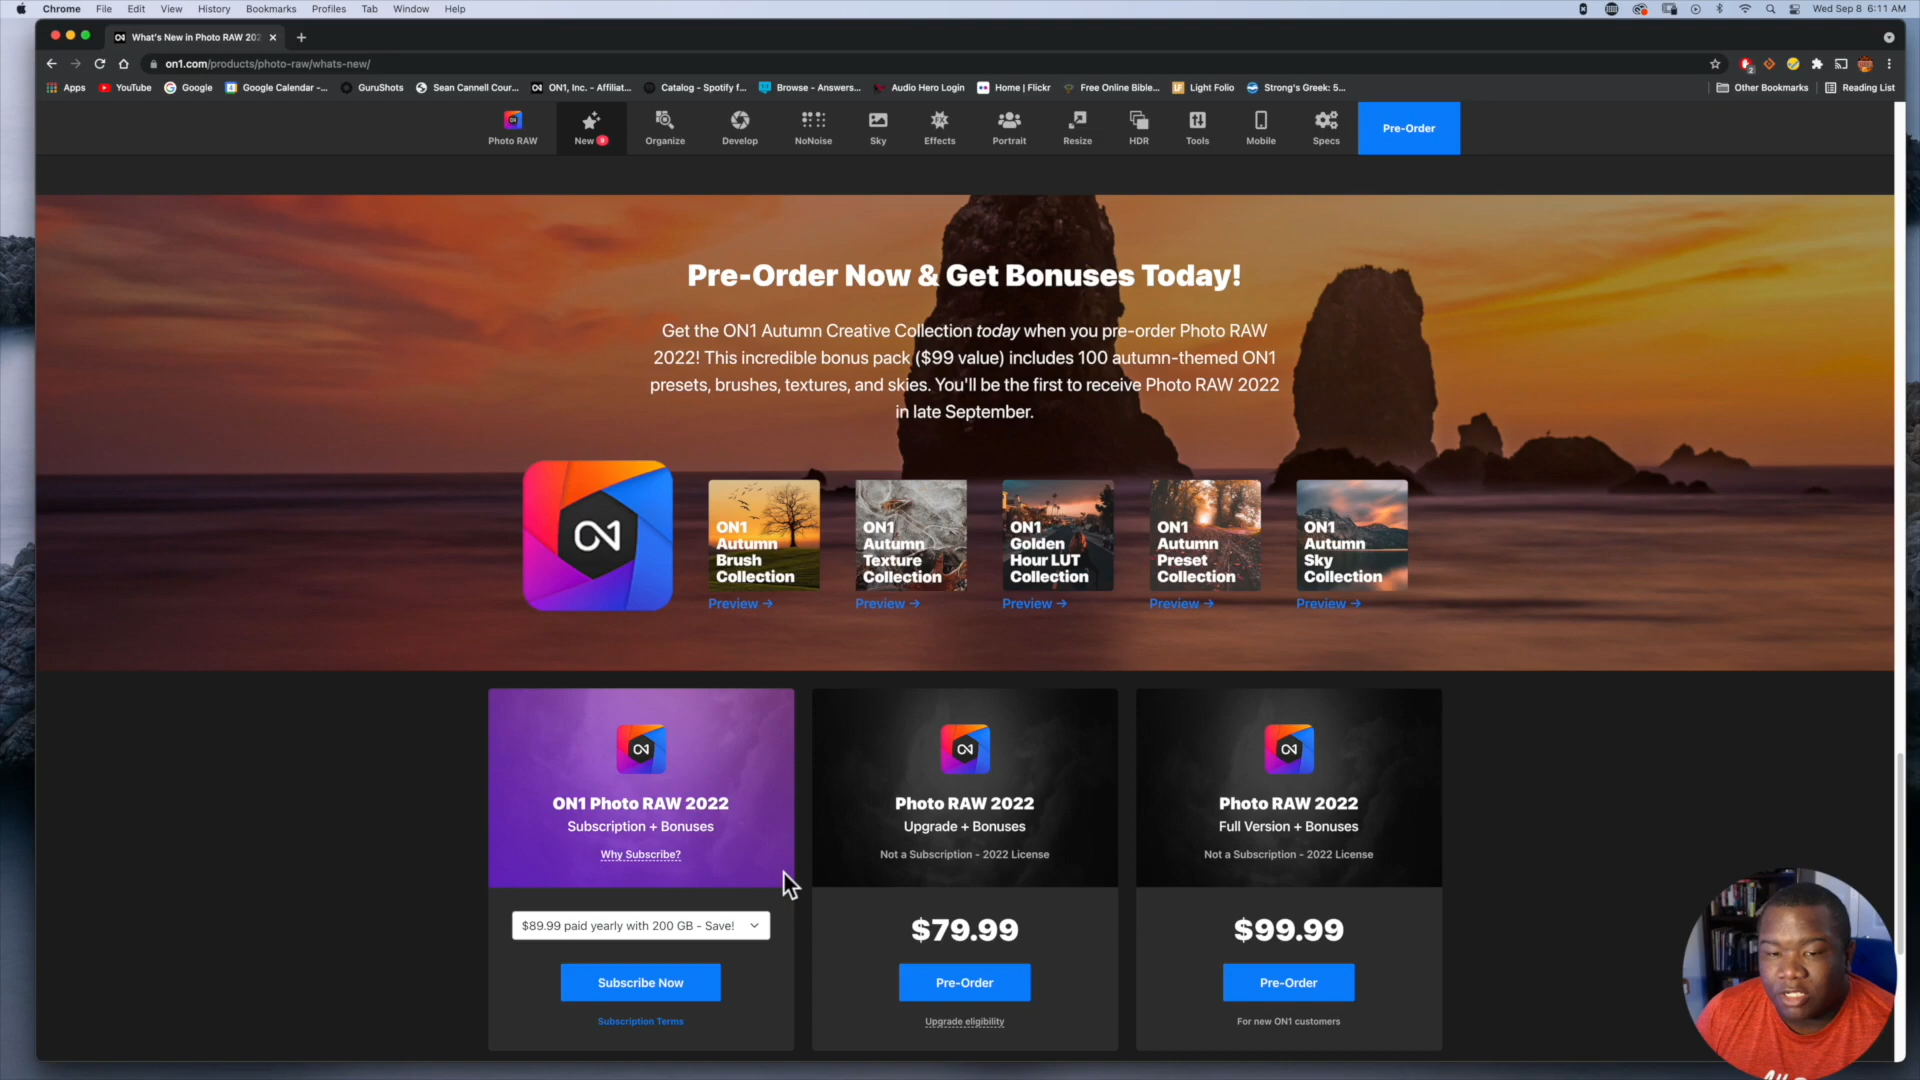 Chrome File Edit View History Bookmarks Profiles Tab Window Help Wed Sep 8 6:11 AM
What's New in Photo RAW 202
on1.com/products/photo-raw/whats-new/
Apps YouTube Google Google Calendar -... GuruShots Sean Cannell Cour... ON1, Inc. - Affiliat... Catalog - Spotify f... Browse - Answers... Audio Hero Login Home | Flickr Free Online Bible... Light Folio Strong's Greek: 5... Other Bookmarks Reading List
Photo RAW New 9 Organize Develop NoNoise Sky Effects Portrait Resize HDR Tools Mobile Specs Pre-Order
Pre-Order Now & Get Bonuses Today!
Get the ON1 Autumn Creative Collection today when you pre-order Photo RAW
2022! This incredible bonus pack ($99 value) includes 100 autumn-themed ON1
presets, brushes, textures, and skies. You'll be the first to receive Photo RAW 2022
in late September.
ON1
ON1
Autumn
Brush
Collection
Preview →
ON1
Autumn
Texture
Collection
Preview →
ON1
Golden
Hour LUT
Collection
Preview →
ON1
Autumn
Preset
Collection
Preview →
ON1
Autumn
Sky
Collection
Preview →
ON1 Photo RAW 2022
Subscription + Bonuses
Why Subscribe?
$89.99 paid yearly with 200 GB - Save!
Subscribe Now
Subscription Terms
Photo RAW 2022
Upgrade + Bonuses
Not a Subscription - 2022 License
$79.99
Pre-Order
Upgrade eligibility
Photo RAW 2022
Full Version + Bonuses
Not a Subscription - 2022 License
$99.99
Pre-Order
For new ON1 customers